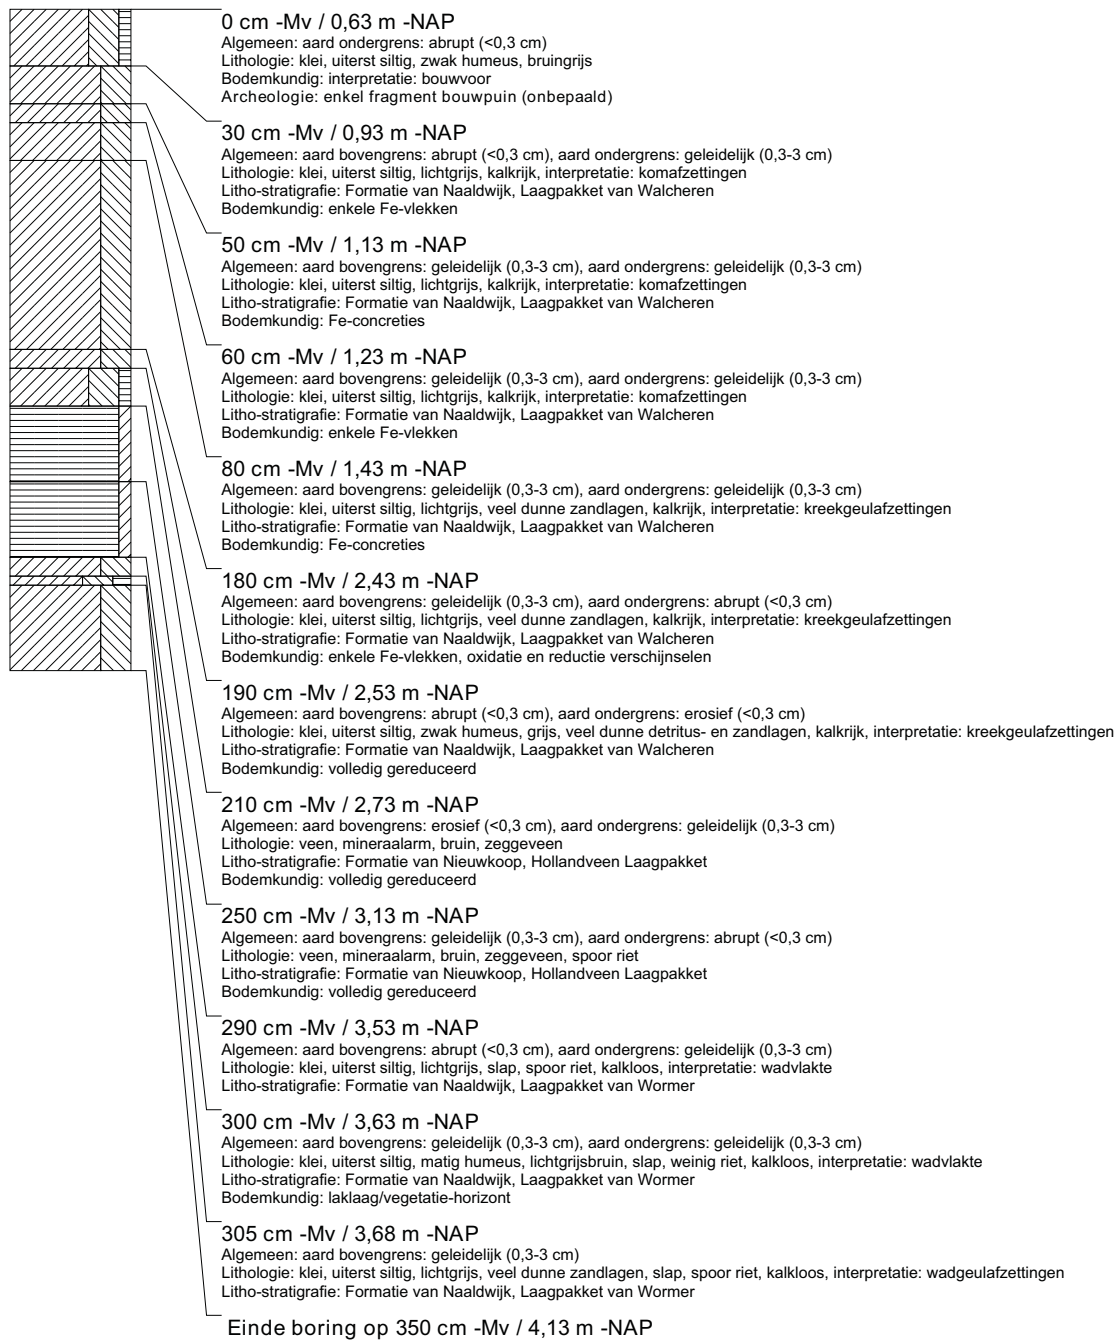 0 cm -Mv / 0,63 m -NAP
Algemeen: aard ondergrens: abrupt (<0,3 cm)
Lithologie: klei, uiterst siltig, zwak humeus, bruingrijs
Bodemkundig: interpretatie: bouwvoor
Archeologie: enkel fragment bouwpuin (onbepaald)
30 cm -Mv / 0,93 m -NAP
Algemeen: aard bovengrens: abrupt (<0,3 cm), aard ondergrens: geleidelijk (0,3-3 cm)
Lithologie: klei, uiterst siltig, lichtgrijs, kalkrijk, interpretatie: komafzettingen
Litho-stratigrafie: Formatie van Naaldwijk, Laagpakket van Walcheren
Bodemkundig: enkele Fe-vlekken
50 cm -Mv / 1,13 m -NAP
Algemeen: aard bovengrens: geleidelijk (0,3-3 cm), aard ondergrens: geleidelijk (0,3-3 cm)
Lithologie: klei, uiterst siltig, lichtgrijs, kalkrijk, interpretatie: komafzettingen
Litho-stratigrafie: Formatie van Naaldwijk, Laagpakket van Walcheren
Bodemkundig: Fe-concreties
60 cm -Mv / 1,23 m -NAP
Algemeen: aard bovengrens: geleidelijk (0,3-3 cm), aard ondergrens: geleidelijk (0,3-3 cm)
Lithologie: klei, uiterst siltig, lichtgrijs, kalkrijk, interpretatie: komafzettingen
Litho-stratigrafie: Formatie van Naaldwijk, Laagpakket van Walcheren
Bodemkundig: enkele Fe-vlekken
80 cm -Mv / 1,43 m -NAP
Algemeen: aard bovengrens: geleidelijk (0,3-3 cm), aard ondergrens: geleidelijk (0,3-3 cm)
Lithologie: klei, uiterst siltig, lichtgrijs, veel dunne zandlagen, kalkrijk, interpretatie: kreekgeulafzettingen
Litho-stratigrafie: Formatie van Naaldwijk, Laagpakket van Walcheren
Bodemkundig: Fe-concreties
180 cm -Mv / 2,43 m -NAP
Algemeen: aard bovengrens: geleidelijk (0,3-3 cm), aard ondergrens: abrupt (<0,3 cm)
Lithologie: klei, uiterst siltig, lichtgrijs, veel dunne zandlagen, kalkrijk, interpretatie: kreekgeulafzettingen
Litho-stratigrafie: Formatie van Naaldwijk, Laagpakket van Walcheren
Bodemkundig: enkele Fe-vlekken, oxidatie en reductie verschijnselen
190 cm -Mv / 2,53 m -NAP
Algemeen: aard bovengrens: abrupt (<0,3 cm), aard ondergrens: erosief (<0,3 cm)
Lithologie: klei, uiterst siltig, zwak humeus, grijs, veel dunne detritus- en zandlagen, kalkrijk, interpretatie: kreekgeulafzettingen
Litho-stratigrafie: Formatie van Naaldwijk, Laagpakket van Walcheren
Bodemkundig: volledig gereduceerd
210 cm -Mv / 2,73 m -NAP
Algemeen: aard bovengrens: erosief (<0,3 cm), aard ondergrens: geleidelijk (0,3-3 cm)
Lithologie: veen, mineraalarm, bruin, zeggeveen
Litho-stratigrafie: Formatie van Nieuwkoop, Hollandveen Laagpakket
Bodemkundig: volledig gereduceerd
250 cm -Mv / 3,13 m -NAP
Algemeen: aard bovengrens: geleidelijk (0,3-3 cm), aard ondergrens: abrupt (<0,3 cm)
Lithologie: veen, mineraalarm, bruin, zeggeveen, spoor riet
Litho-stratigrafie: Formatie van Nieuwkoop, Hollandveen Laagpakket
Bodemkundig: volledig gereduceerd
290 cm -Mv / 3,53 m -NAP
Algemeen: aard bovengrens: abrupt (<0,3 cm), aard ondergrens: geleidelijk (0,3-3 cm)
Lithologie: klei, uiterst siltig, lichtgrijs, slap, spoor riet, kalkloos, interpretatie: wadvlakte
Litho-stratigrafie: Formatie van Naaldwijk, Laagpakket van Wormer
300 cm -Mv / 3,63 m -NAP
Algemeen: aard bovengrens: geleidelijk (0,3-3 cm), aard ondergrens: geleidelijk (0,3-3 cm)
Lithologie: klei, uiterst siltig, matig humeus, lichtgrijsbruin, slap, weinig riet, kalkloos, interpretatie: wadvlakte
Litho-stratigrafie: Formatie van Naaldwijk, Laagpakket van Wormer
Bodemkundig: laklaag/vegetatie-horizont
305 cm -Mv / 3,68 m -NAP
Algemeen: aard bovengrens: geleidelijk (0,3-3 cm)
Lithologie: klei, uiterst siltig, lichtgrijs, veel dunne zandlagen, slap, spoor riet, kalkloos, interpretatie: wadgeulafzettingen
Litho-stratigrafie: Formatie van Naaldwijk, Laagpakket van Wormer
Einde boring op 350 cm -Mv / 4,13 m -NAP